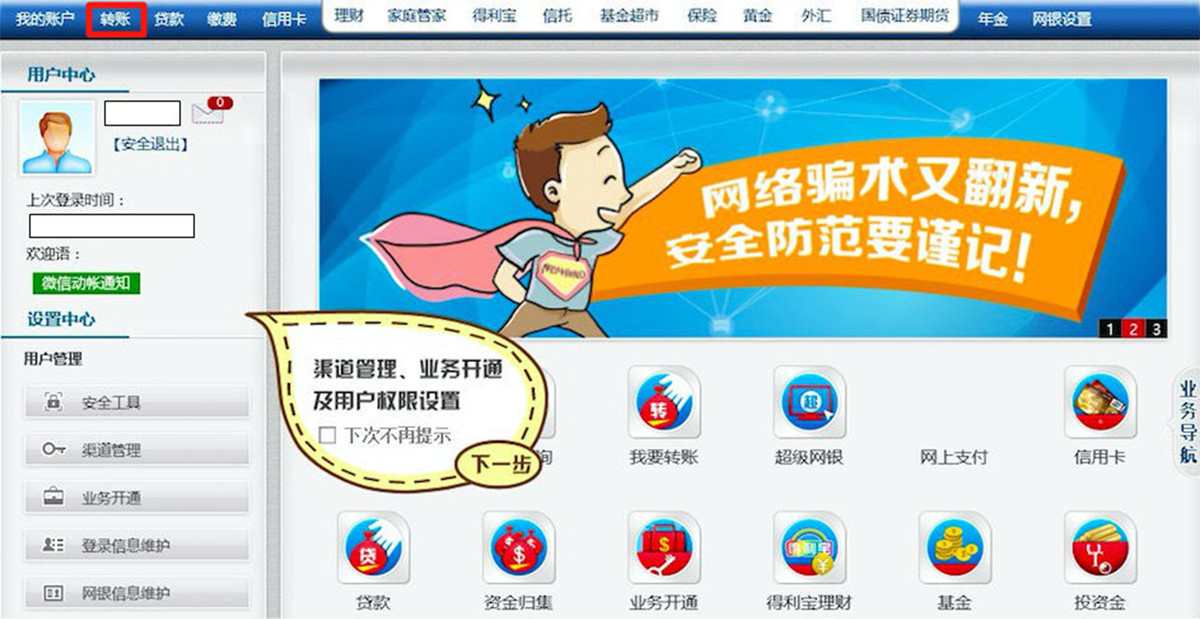 我的账户 转账 贷款 缴费 信用卡 理财 家庭管家 得利宝 信托 基金超市 保险 黄金 外汇 国债证券期货 年金 网银设置
用户中心
0
【安全退出】
上次登录时间：
欢迎语：
微信动帐通知
设置中心
用户管理
安全工具
渠道管理
业务开通
登录信息维护
网银信息维护
网络骗术又翻新，
安全防范要谨记！
1 2 3
渠道管理、业务开通
及用户权限设置
下次不再提示
下一步
询
转
超
我要转账 超级网银 网上支付 信用卡
贷
$
$
得利宝
¥
贷款 资金归集 业务开通 得利宝理财 基金 投资金
业务导航